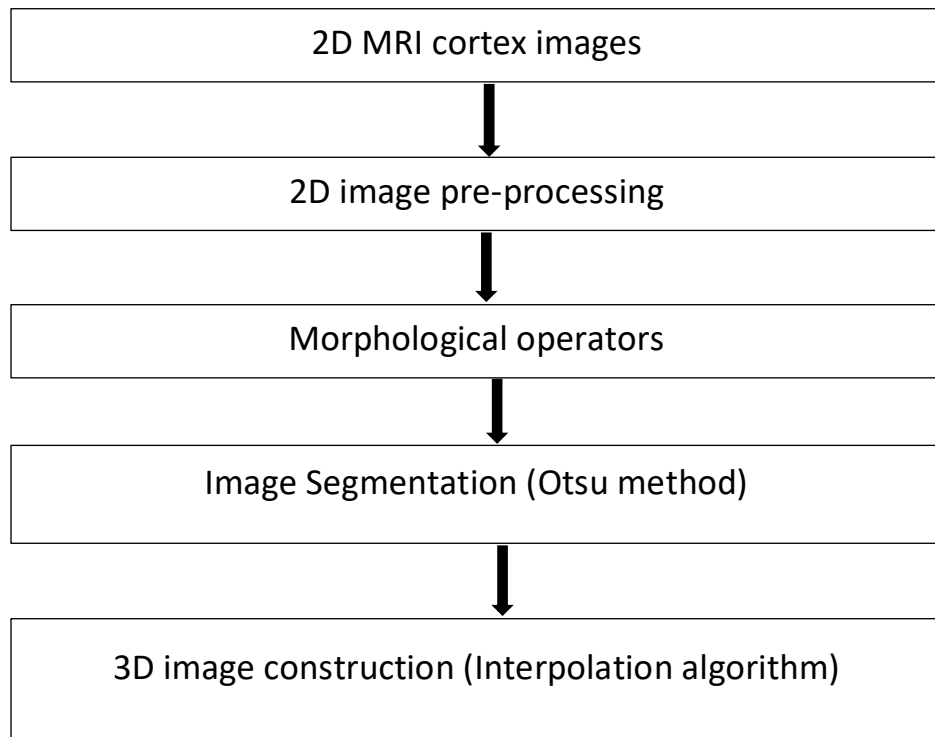 2D MRI cortex images
2D image pre-processing
Morphological operators
Image Segmentation (Otsu method)
3D image construction (Interpolation algorithm)